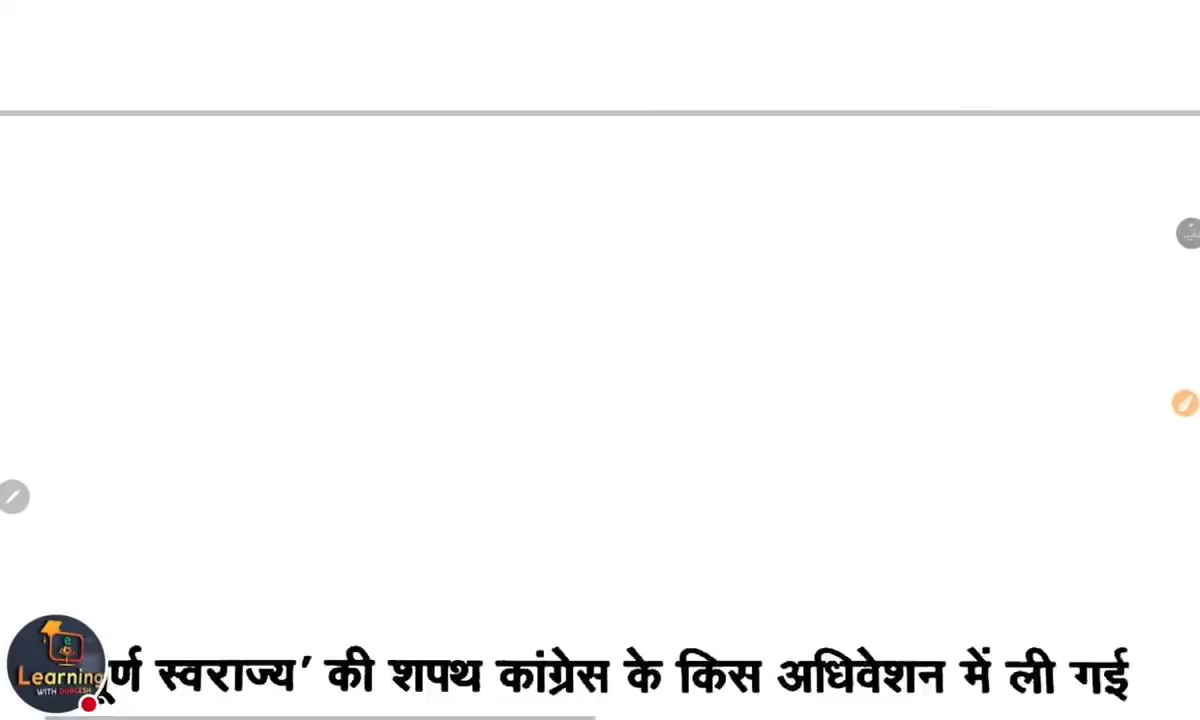 स्वराज्य’ की शपथ कांग्रेस के किस अधिवेशन में ली गई
Learning
WITH DURGESH